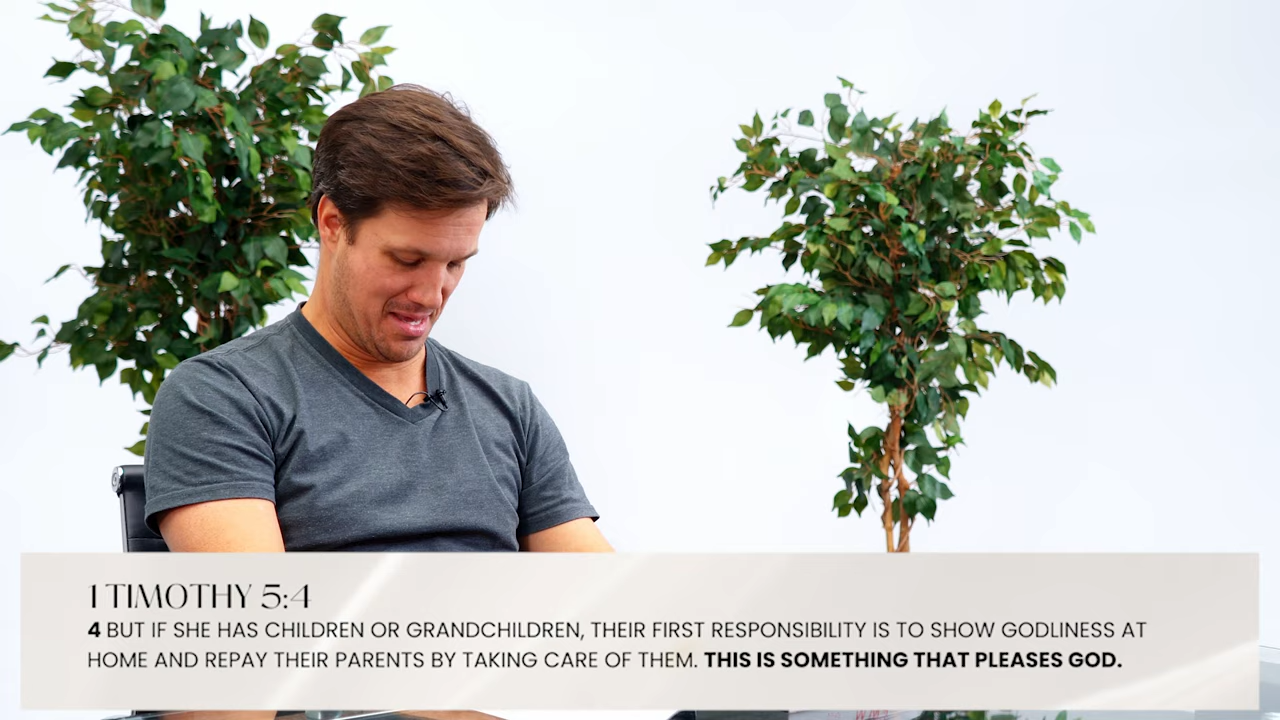 1 TIMOTHY 5:4
4 BUT IF SHE HAS CHILDREN OR GRANDCHILDREN, THEIR FIRST RESPONSIBILITY IS TO SHOW GODLINESS AT
HOME AND REPAY THEIR PARENTS BY TAKING CARE OF THEM. THIS IS SOMETHING THAT PLEASES GOD.